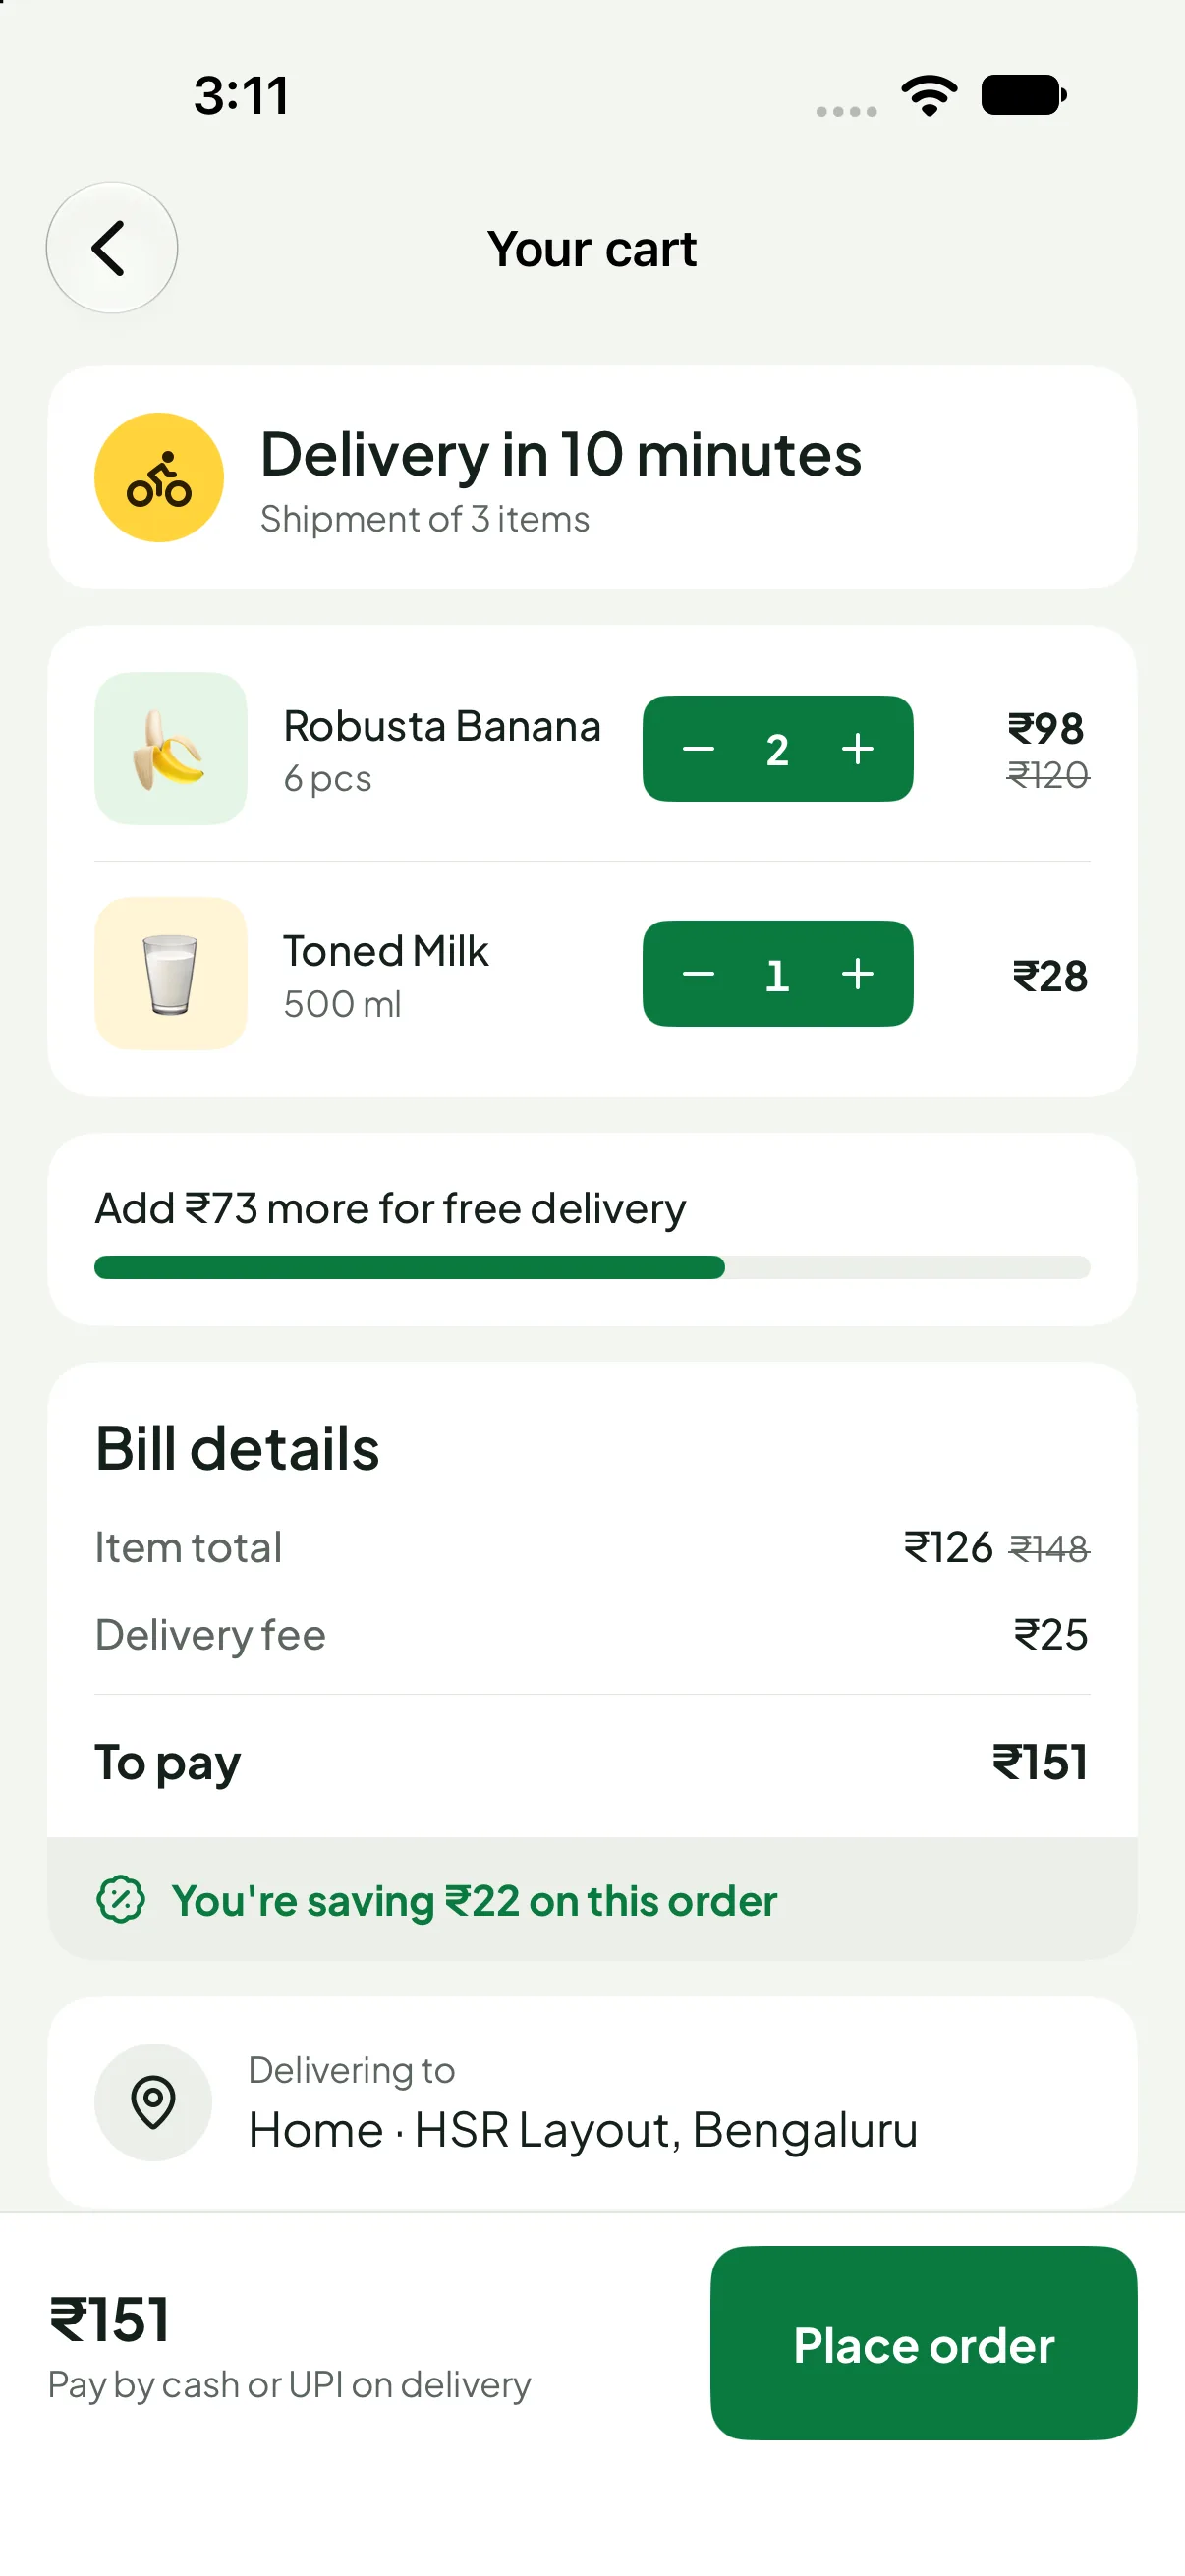 3:11
Your cart
Delivery in 10 minutes
Shipment of 3 items
Robusta Banana
6 pcs
2
₹98
₹120
Toned Milk
500 ml
1
₹28
Add ₹73 more for free delivery
Bill details
Item total ₹126 ₹148
Delivery fee ₹25
To pay ₹151
You're saving ₹22 on this order
Delivering to
Home · HSR Layout, Bengaluru
₹151
Pay by cash or UPI on delivery
Place order